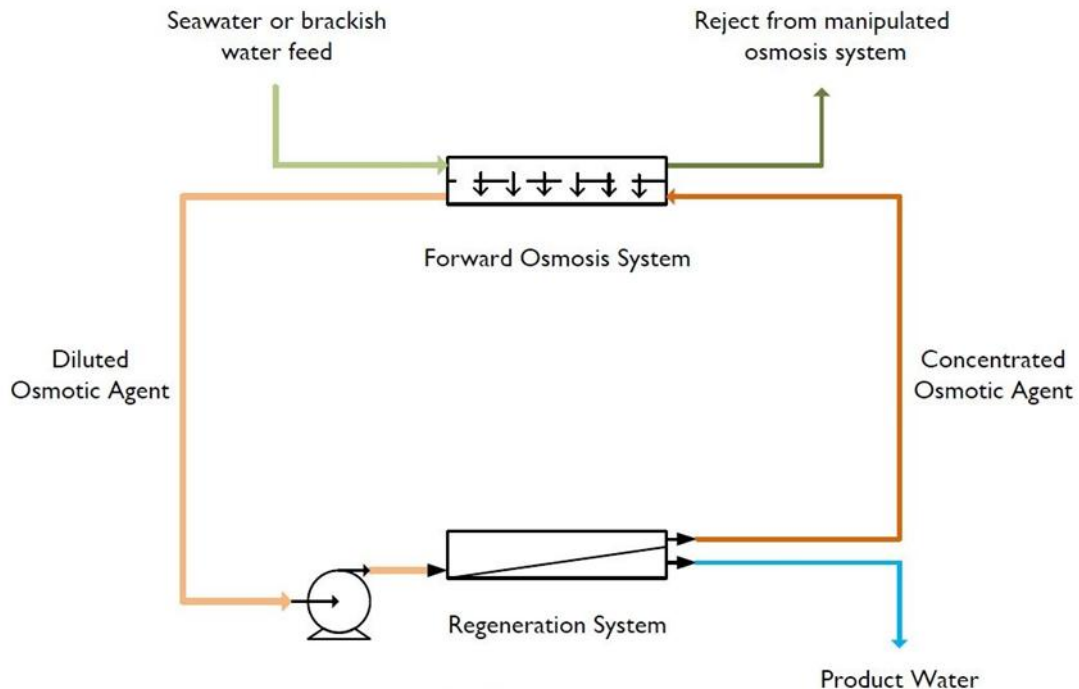 Seawater or brackish
water feed
Reject from manipulated
osmosis system
Forward Osmosis System
Diluted
Osmotic Agent
Concentrated
Osmotic Agent
Regeneration System
Product Water